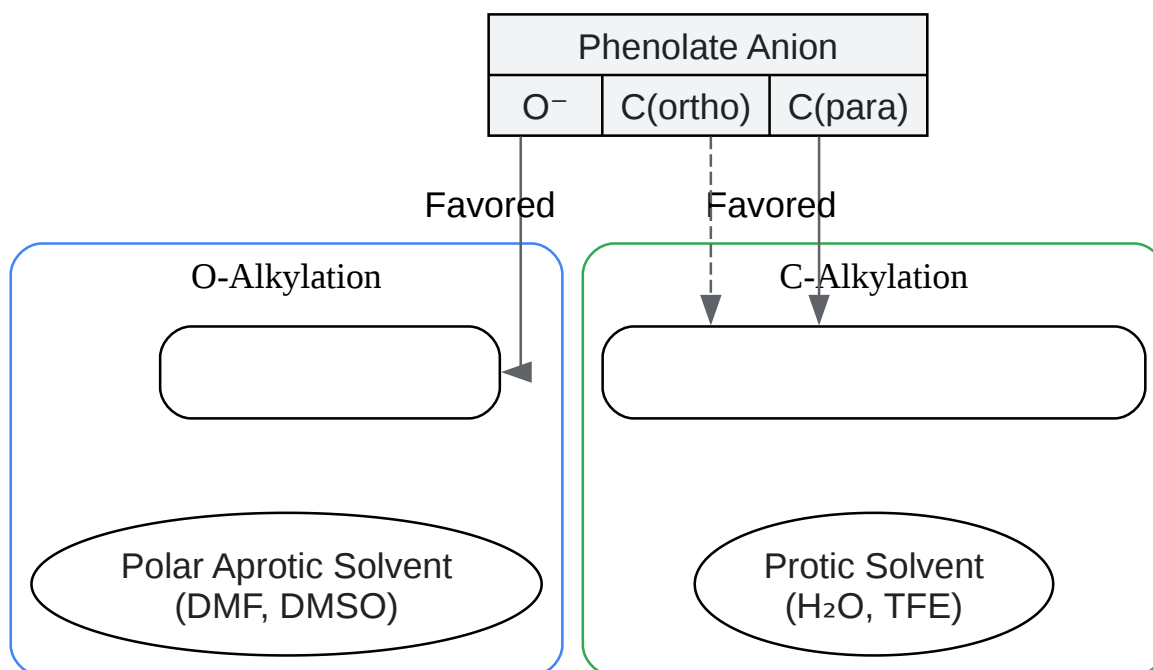 Phenolate Anion
O⁻ C(ortho) C(para)
Favored Favored
O-Alkylation C-Alkylation
Polar Aprotic Solvent
(DMF, DMSO)
Protic Solvent
(H₂O, TFE)